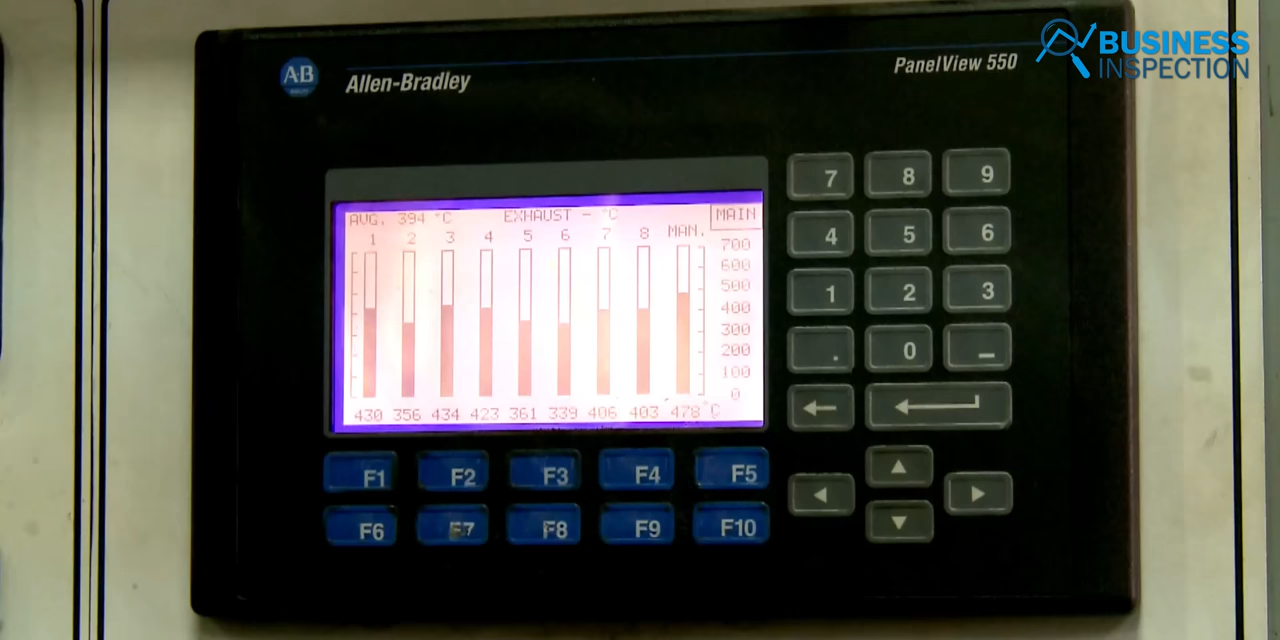 BUSINESS
INSPECTION
A-B
Allen-Bradley
PanelView 550
AVG. 394 °C EXHAUST - °C MAIN
1 2 3 4 5 6 7 8 MAN.
700
600
500
400
300
200
100
0
430 356 434 423 361 339 406 403 478 °C
7 8 9
4 5 6
1 2 3
. 0 -
F1 F2 F3 F4 F5
F6 F7 F8 F9 F10